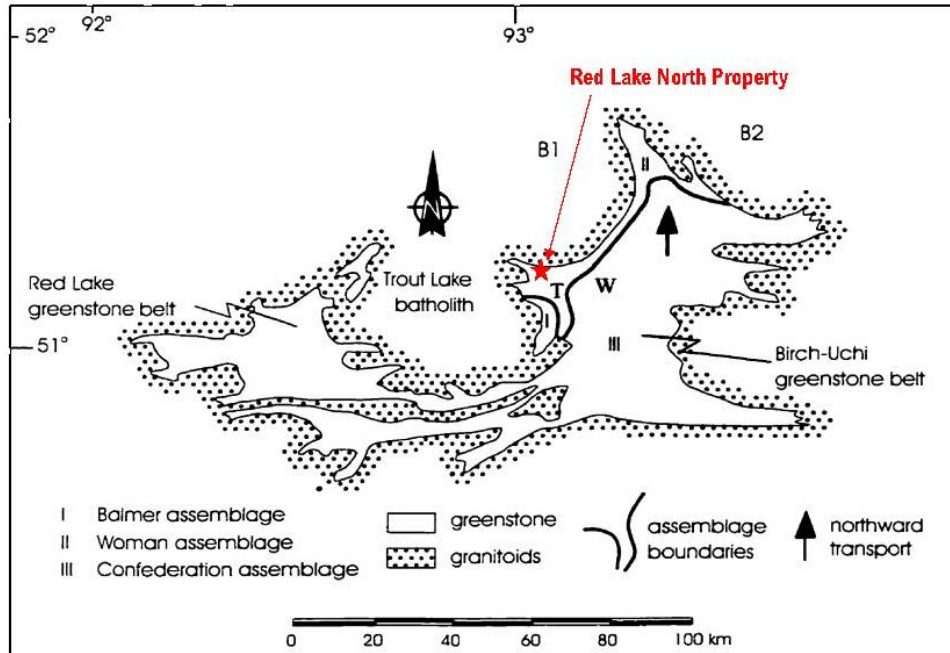 92°
93°
52°
Red Lake North Property
B1
B2
II
N
Red Lake
greenstone belt
Trout Lake
batholith
T
W
I
III
51°
Birch-Uchi
greenstone belt
I Balmer assemblage
II Woman assemblage
III Confederation assemblage
greenstone
granitoids
assemblage
boundaries
northward
transport
0 20 40 60 80 100 km